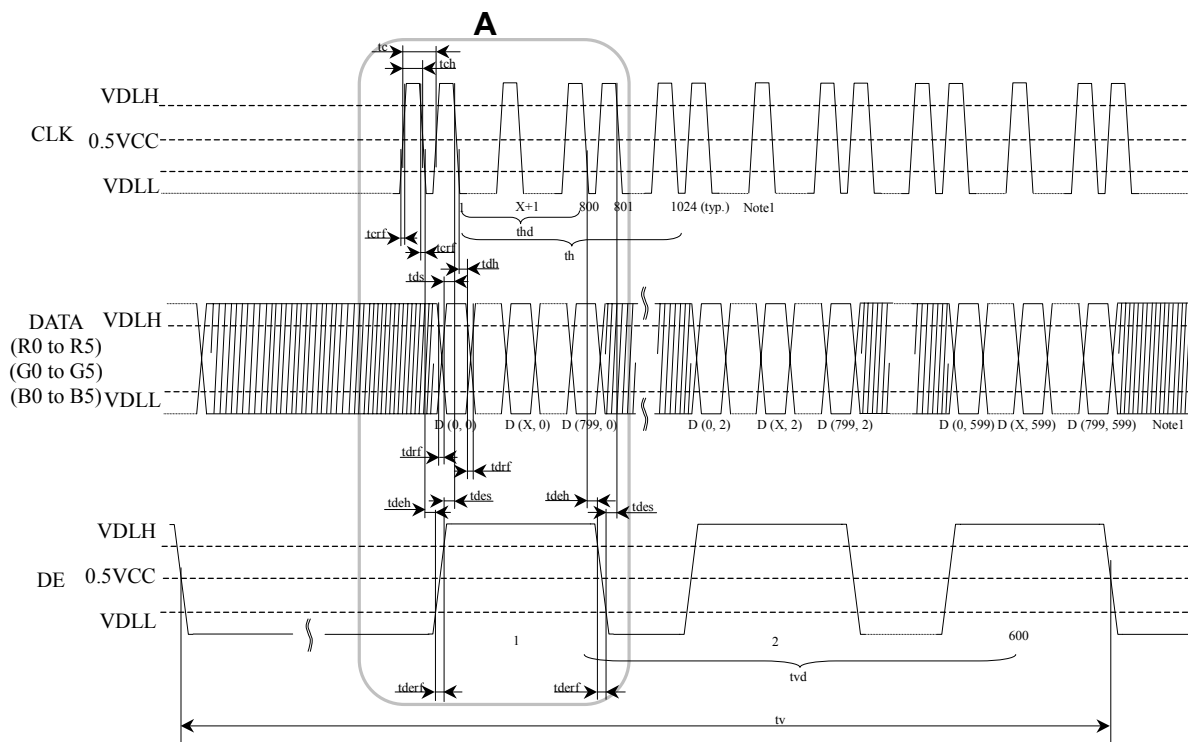 A
tc
tch
VDLH
CLK
0.5VCC
VDLL
1
X+1
800
801
1024 (typ.)
Note1
thd
th
tcrf
tcrf
tdh
tds
DATA
(R0 to R5)
(G0 to G5)
(B0 to B5)
VDLH
VDLL
D (0, 0)
D (X, 0)
D (799, 0)
D (0, 2)
D (X, 2)
D (799, 2)
D (0, 599)
D (X, 599)
D (799, 599)
Note1
tdrf
tdrf
tdeh
tdes
tdeh
tdes
VDLH
DE
0.5VCC
VDLL
1
2
600
tvd
tderf
tderf
tv